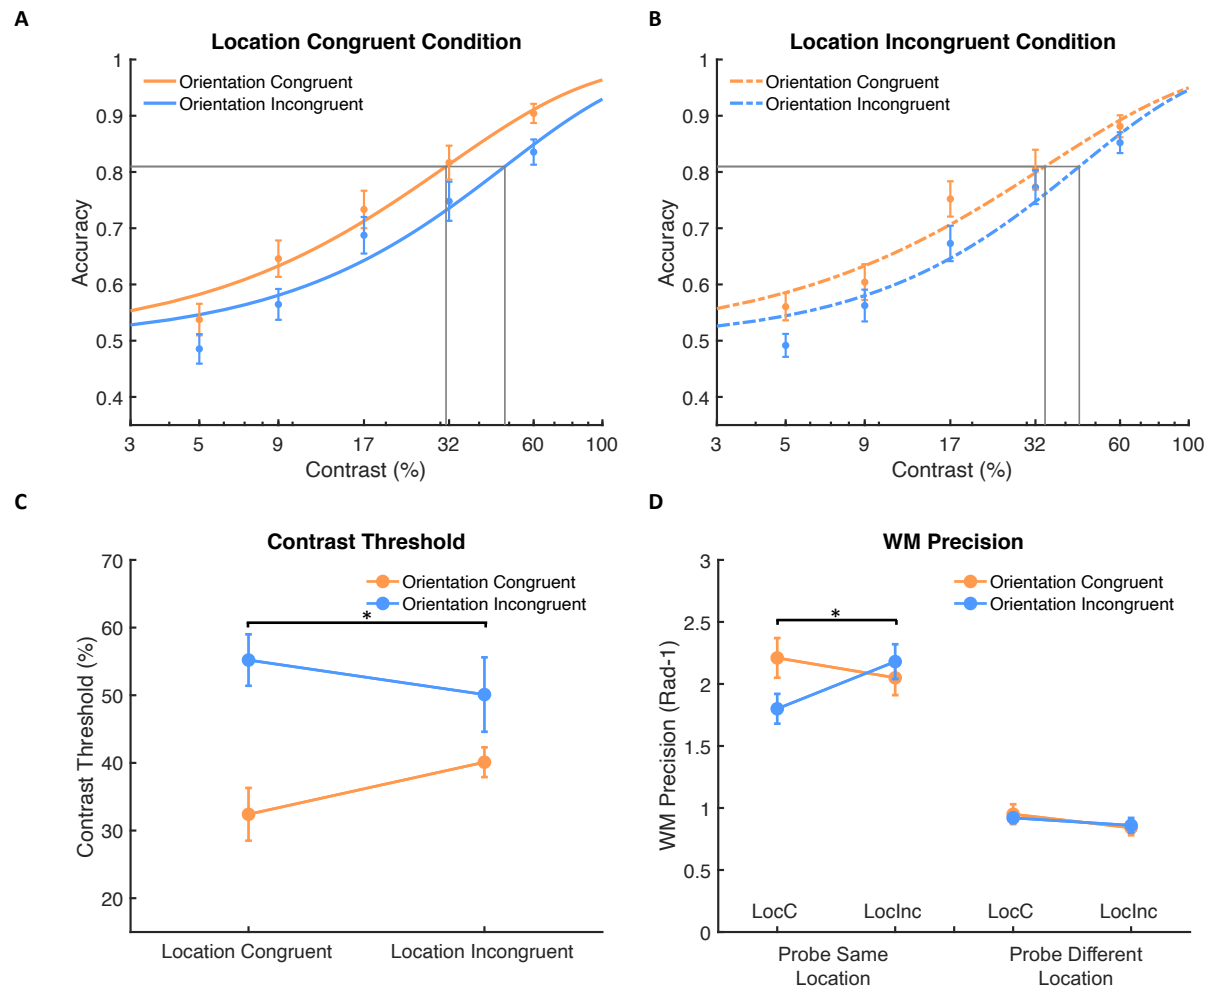 A
Location Congruent Condition
Orientation Congruent
Orientation Incongruent
1
0.9
0.8
0.7
0.6
0.5
0.4
Accuracy
3
5
9
17
32
60
100
Contrast (%)
B
Location Incongruent Condition
Orientation Congruent
Orientation Incongruent
1
0.9
0.8
0.7
0.6
0.5
0.4
Accuracy
3
5
9
17
32
60
100
Contrast (%)
C
Contrast Threshold
Orientation Congruent
Orientation Incongruent
*
70
60
50
40
30
20
Contrast Threshold (%)
Location Congruent
Location Incongruent
D
WM Precision
Orientation Congruent
Orientation Incongruent
*
3
2.5
2
1.5
1
0.5
0
WM Precision (Rad-1)
LocC
LocInc
LocC
LocInc
Probe Same
Location
Probe Different
Location